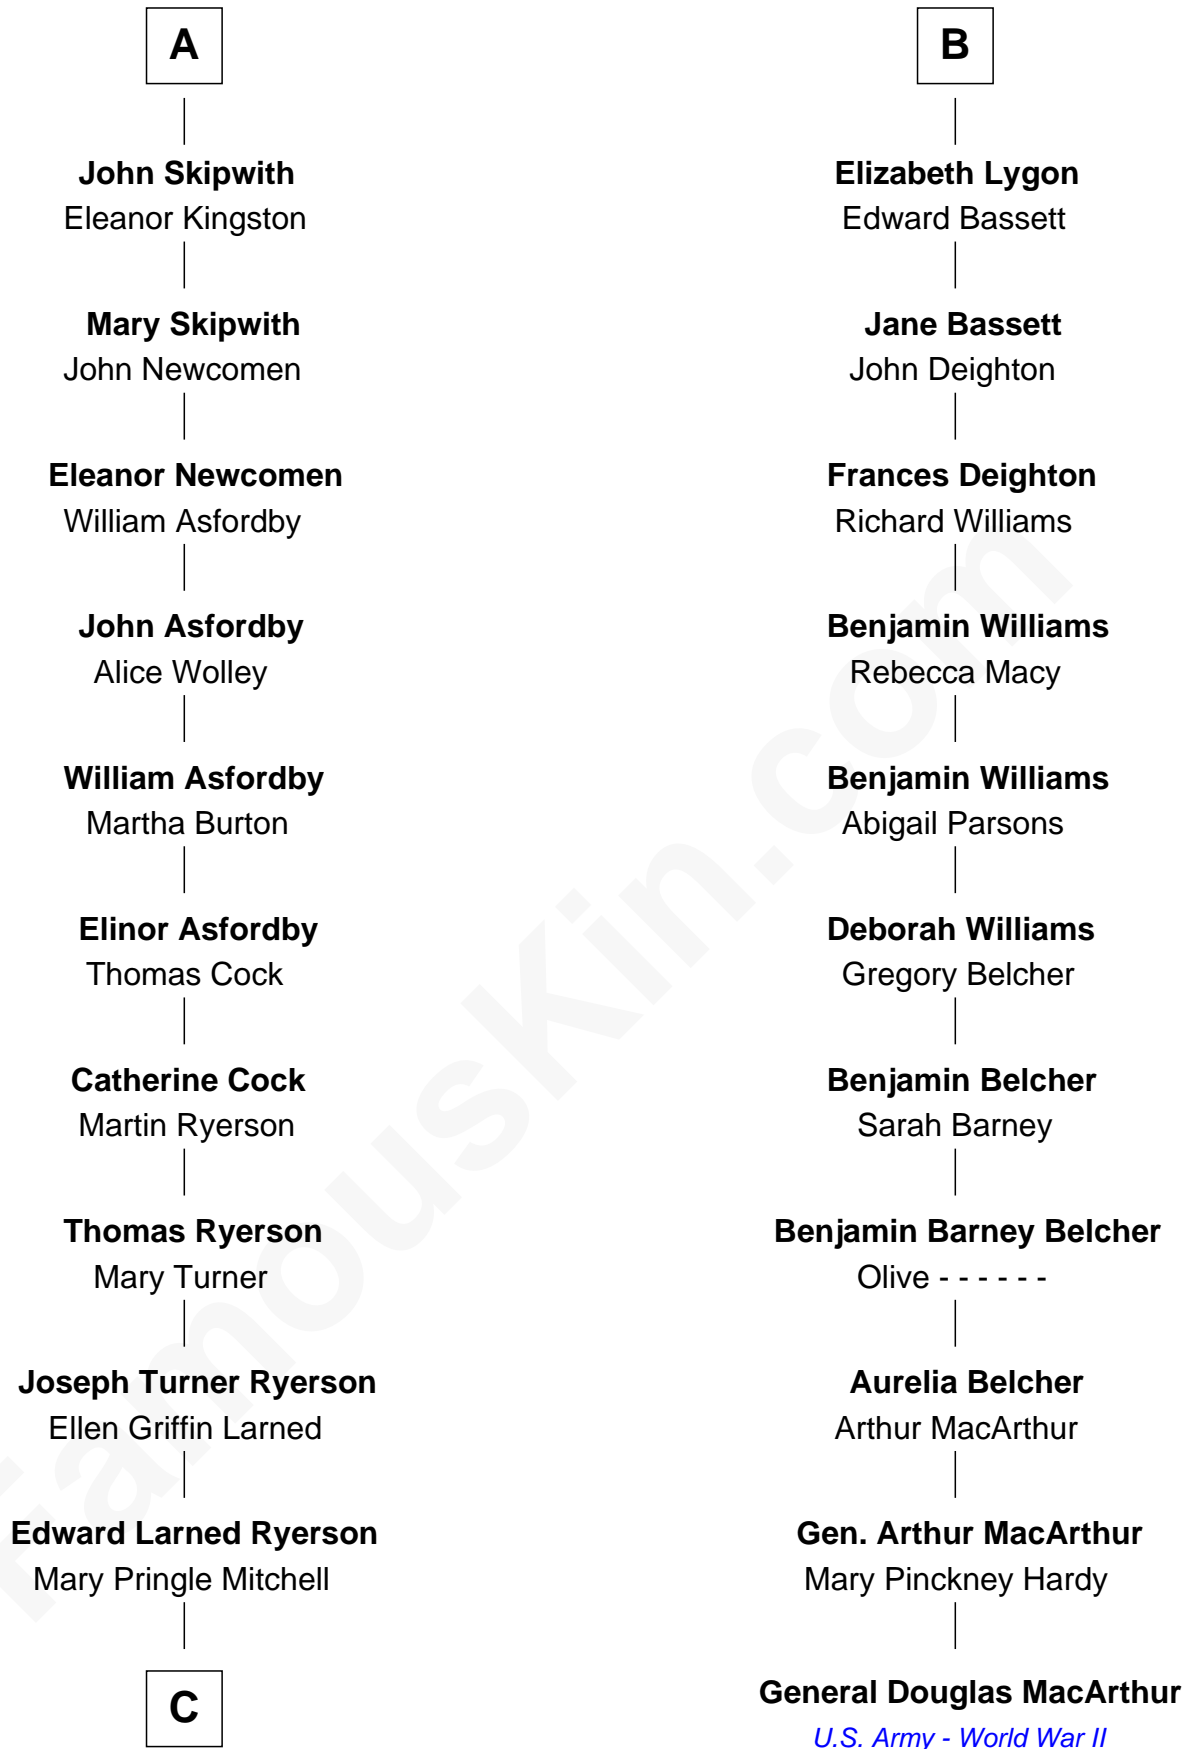 A
John Skipwith
Eleanor Kingston
Mary Skipwith
John Newcomen
Eleanor Newcomen
William Asfordby
John Asfordby
Alice Wolley
William Asfordby
Martha Burton
Elinor Asfordby
Thomas Cock
Catherine Cock
Martin Ryerson
Thomas Ryerson
Mary Turner
Joseph Turner Ryerson
Ellen Griffin Larned
Edward Larned Ryerson
Mary Pringle Mitchell
C
B
Elizabeth Lygon
Edward Bassett
Jane Bassett
John Deighton
Frances Deighton
Richard Williams
Benjamin Williams
Rebecca Macy
Benjamin Williams
Abigail Parsons
Deborah Williams
Gregory Belcher
Benjamin Belcher
Sarah Barney
Benjamin Barney Belcher
Olive - - - - - -
Aurelia Belcher
Arthur MacArthur
Gen. Arthur MacArthur
Mary Pinckney Hardy
General Douglas MacArthur
U.S. Army - World War II
FamousKin.com